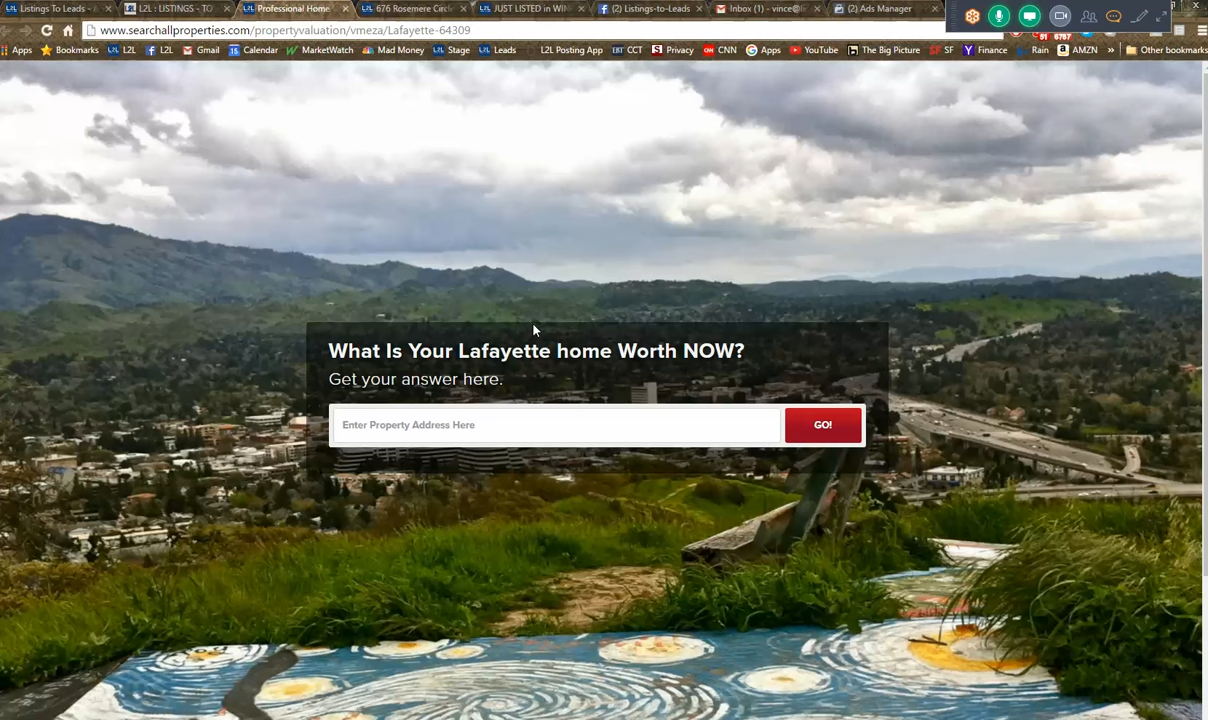 Listings To Leads -
L2L : LISTINGS - TO
Professional Home
676 Rosemere Circl
JUST LISTED in WIN
(2) Listings-to-Leads
Inbox (1) - vince@li
Ads Manager
www.searchallproperties.com/propertyvaluation/vmeza/Lafayette-64309
Apps
Bookmarks
L2L
L2L
Gmail
Calendar
MarketWatch
Mad Money
Stage
Leads
L2L Posting App
CCT
Privacy
CNN
Apps
YouTube
The Big Picture
SF
Finance
Rain
AMZN
»
Other bookmarks
What Is Your Lafayette home Worth NOW?
Get your answer here.
Enter Property Address Here
GO!